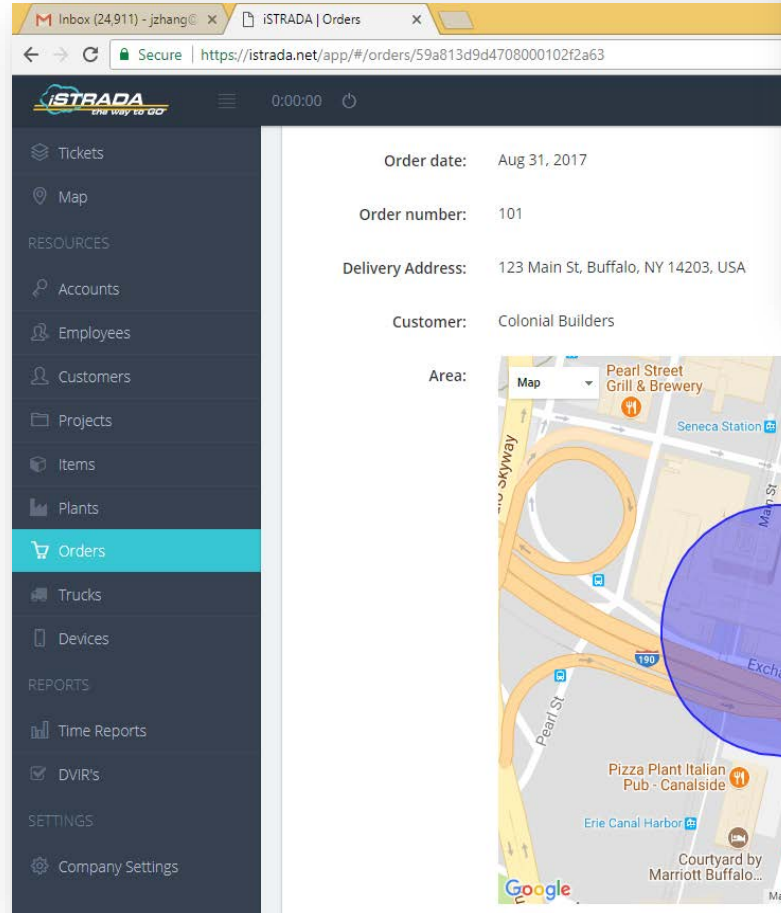 Inbox (24,911) - jzhang@
iSTRADA | Orders
Secure | https://istrada.net/app/#/orders/59a813d9d4708000102f2a63
iSTRADA
the way to GO
0:00:00
Tickets
Map
RESOURCES
Accounts
Employees
Customers
Projects
Items
Plants
Orders
Trucks
Devices
REPORTS
Time Reports
DVIR's
SETTINGS
Company Settings
Order date: Aug 31, 2017
Order number: 101
Delivery Address: 123 Main St, Buffalo, NY 14203, USA
Customer: Colonial Builders
Area:
Map
Pearl Street
Grill & Brewery
Seneca Station
Skyway
Main St
190
Pearl St
Pizza Plant Italian
Pub - Canalside
Erie Canal Harbor
Courtyard by
Marriott Buffalo...
Google